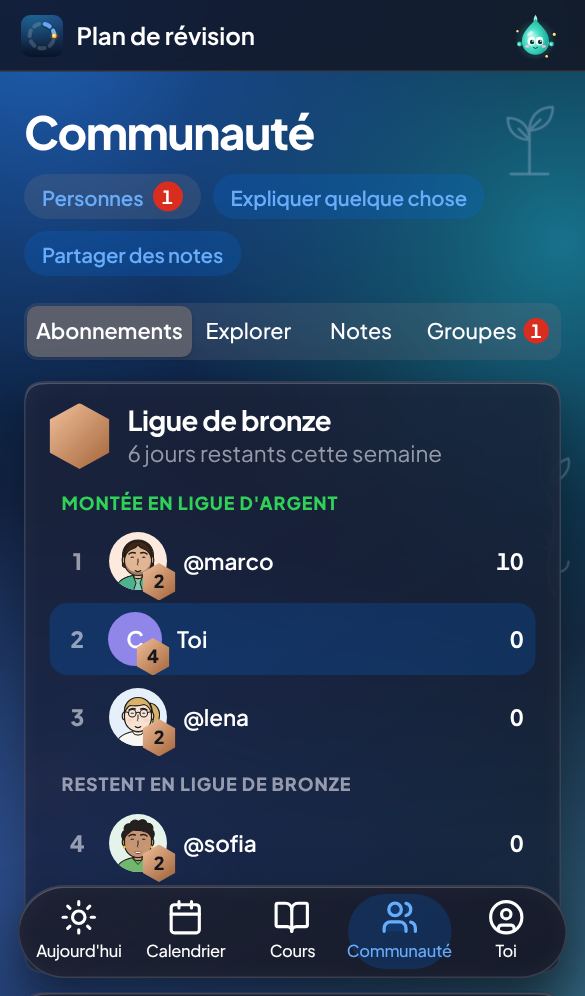 Plan de révision
Communauté
Personnes 1 Expliquer quelque chose
Partager des notes
Abonnements Explorer Notes Groupes 1
Ligue de bronze
6 jours restants cette semaine
MONTÉE EN LIGUE D'ARGENT
1 2 @marco 10
2 C 4 Toi 0
3 2 @lena 0
RESTENT EN LIGUE DE BRONZE
4 2 @sofia 0
Aujourd'hui Calendrier Cours Communauté Toi